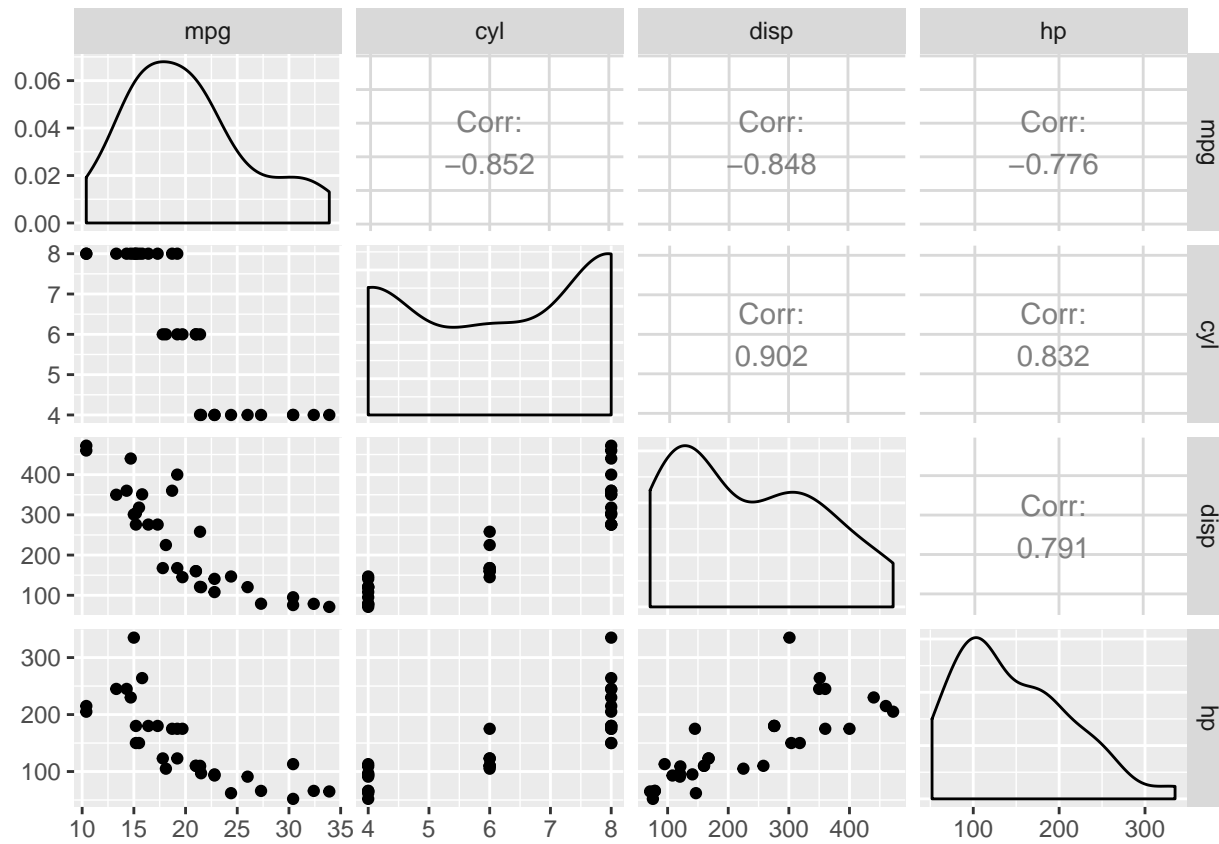 mpg cyl disp hp
0.06
0.04
0.02
0.00
Corr:
−0.852
Corr:
−0.848
Corr:
−0.776
mpg
8
7
6
5
4
Corr:
0.902
Corr:
0.832
cyl
400
300
200
100
Corr:
0.791
disp
300
200
100
hp
10 15 20 25 30 35 4 5 6 7 8 100 200 300 400 100 200 300